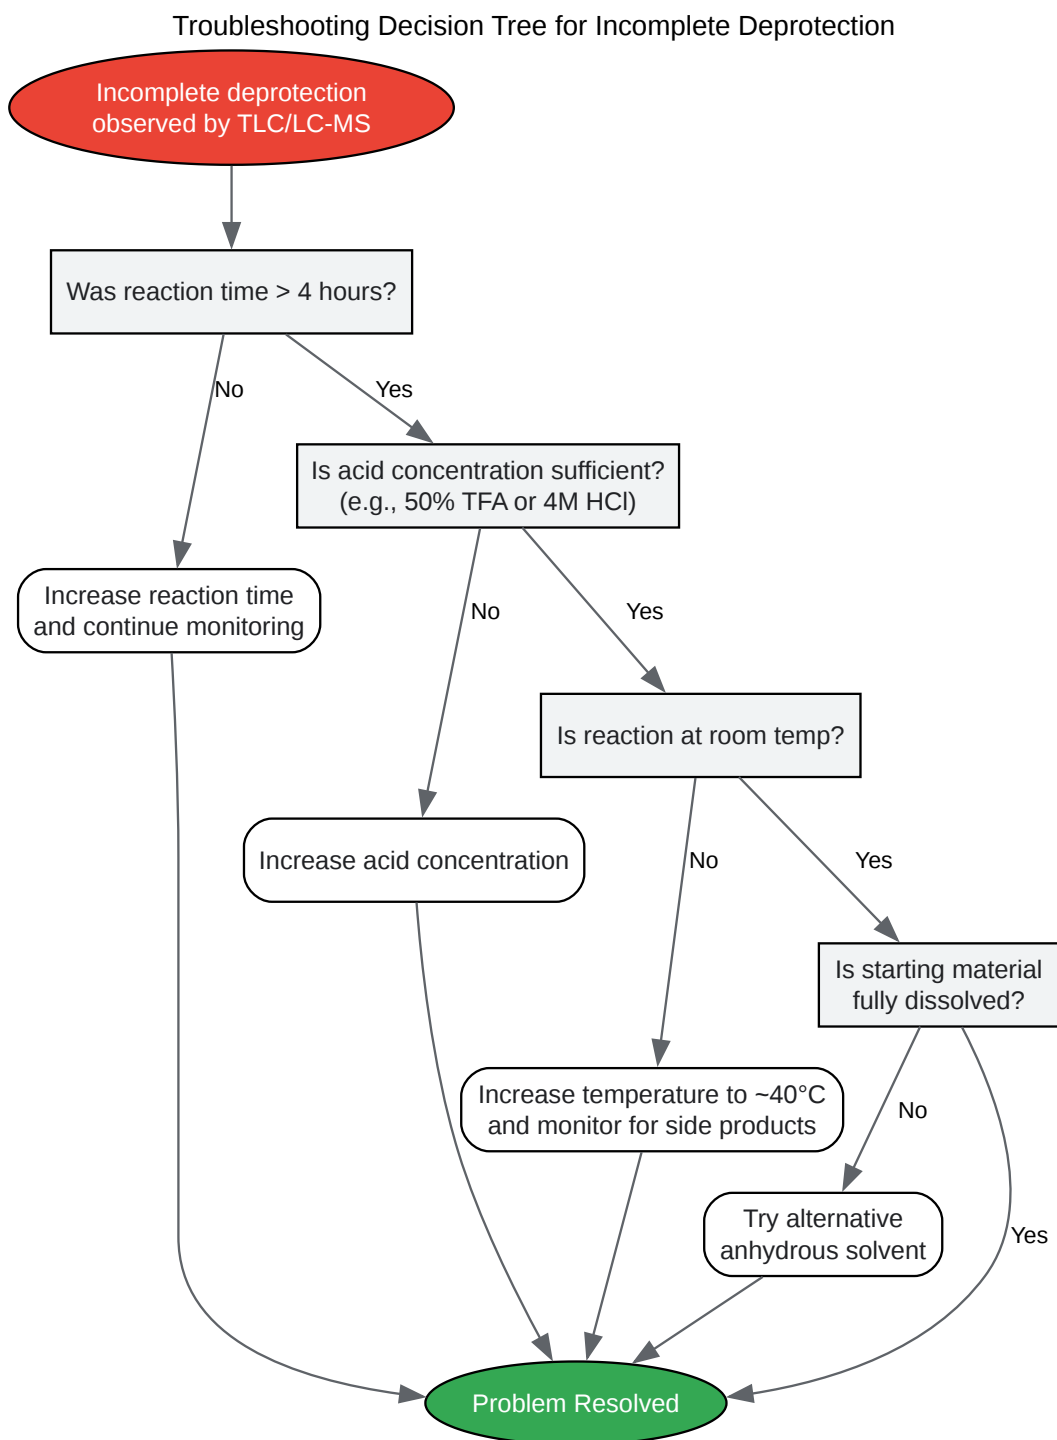 Troubleshooting Decision Tree for Incomplete Deprotection
Incomplete deprotection
observed by TLC/LC-MS
Was reaction time > 4 hours?
No
Yes
Is acid concentration sufficient?
(e.g., 50% TFA or 4M HCl)
Increase reaction time
and continue monitoring
No
Yes
Is reaction at room temp?
Increase acid concentration
No
Yes
Is starting material
fully dissolved?
Increase temperature to ~40°C
and monitor for side products
No
Try alternative
anhydrous solvent
Yes
Problem Resolved